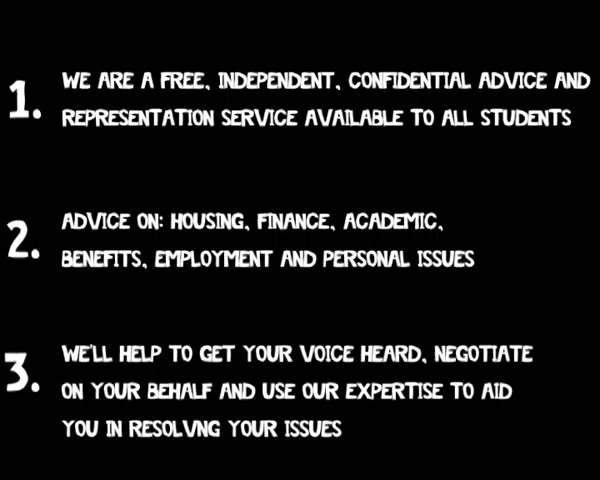 1. WE ARE A FREE, INDEPENDENT, CONFIDENTIAL ADVICE AND
REPRESENTATION SERVICE AVAILABLE TO ALL STUDENTS
2. ADVICE ON: HOUSING, FINANCE, ACADEMIC,
BENEFITS, EMPLOYMENT AND PERSONAL ISSUES
3. WE'LL HELP TO GET YOUR VOICE HEARD, NEGOTIATE
ON YOUR BEHALF AND USE OUR EXPERTISE TO AID
YOU IN RESOLVNG YOUR ISSUES